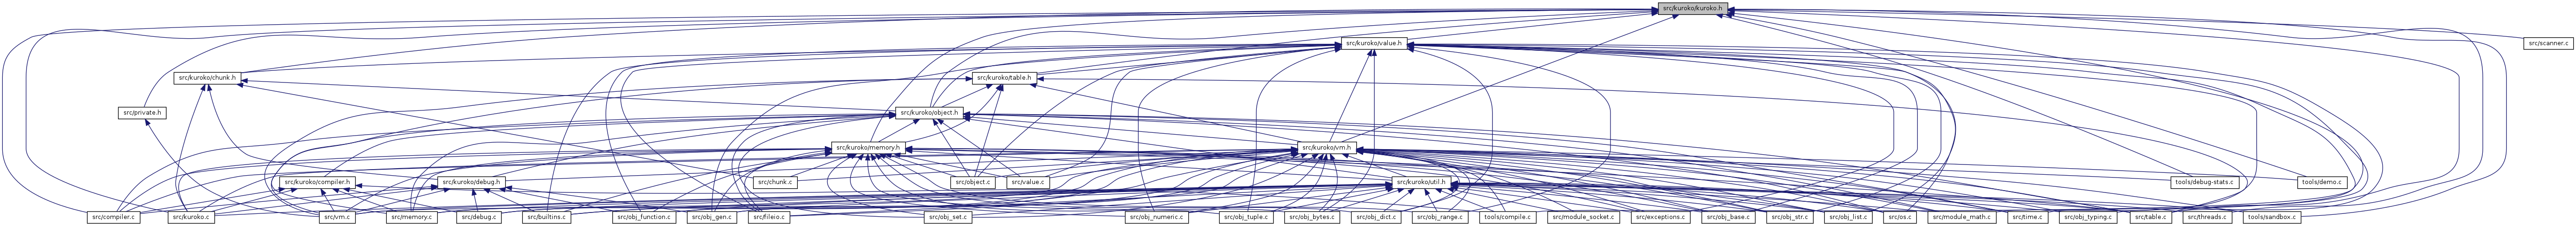 src/kuroko/kuroko.h
src/kuroko/value.h
src/scanner.c
src/kuroko/chunk.h
src/kuroko/table.h
src/private.h
src/kuroko/object.h
src/kuroko/memory.h
src/kuroko/vm.h
src/kuroko/compiler.h
src/kuroko/debug.h
src/chunk.c
src/object.c
src/value.c
src/kuroko/util.h
tools/debug-stats.c
tools/demo.c
src/compiler.c
src/kuroko.c
src/vm.c
src/memory.c
src/debug.c
src/builtins.c
src/obj_function.c
src/obj_gen.c
src/fileio.c
src/obj_set.c
src/obj_numeric.c
src/obj_tuple.c
src/obj_bytes.c
src/obj_dict.c
src/obj_range.c
tools/compile.c
src/module_socket.c
src/exceptions.c
src/obj_base.c
src/obj_str.c
src/obj_list.c
src/os.c
src/module_math.c
src/time.c
src/obj_typing.c
src/table.c
src/threads.c
tools/sandbox.c